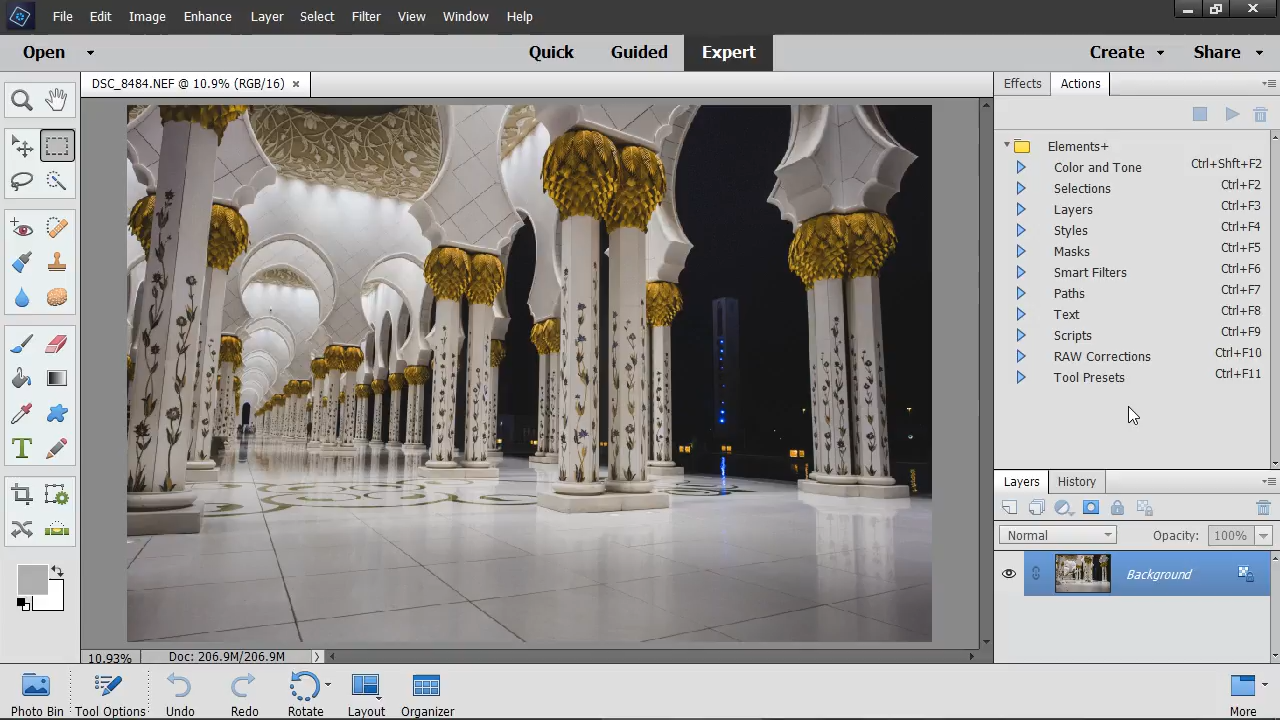 File Edit Image Enhance Layer Select Filter View Window Help
Open Quick Guided Expert Create Share
DSC_8484.NEF @ 10.9% (RGB/16) × Effects Actions
Elements+
Color and Tone Ctrl+Shft+F2
Selections Ctrl+F2
Layers Ctrl+F3
Styles Ctrl+F4
Masks Ctrl+F5
Smart Filters Ctrl+F6
Paths Ctrl+F7
Text Ctrl+F8
Scripts Ctrl+F9
RAW Corrections Ctrl+F10
Tool Presets Ctrl+F11
Layers History
Normal Opacity: 100%
Background
10.93% Doc: 206.9M/206.9M
Photo Bin Tool Options Undo Redo Rotate Layout Organizer More